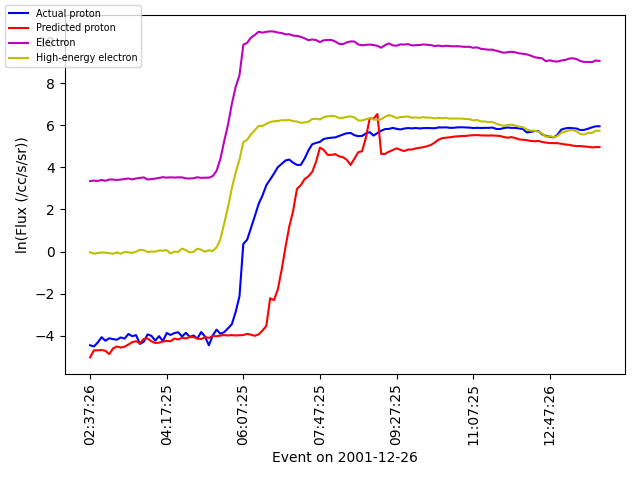 Actual proton
Predicted proton
Electron
High-energy electron
8
6
4
2
0
−2
−4
ln(Flux (/cc/s/sr))
02:37:26
04:17:25
06:07:25
07:47:25
09:27:25
11:07:25
12:47:26
Event on 2001-12-26